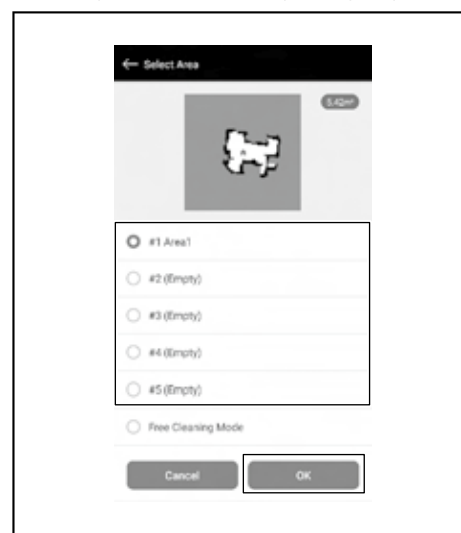 ← Select Area
5.42m²
#1 Area1
#2 (Empty)
#3 (Empty)
#4 (Empty)
#5 (Empty)
Free Cleaning Mode
Cancel
OK